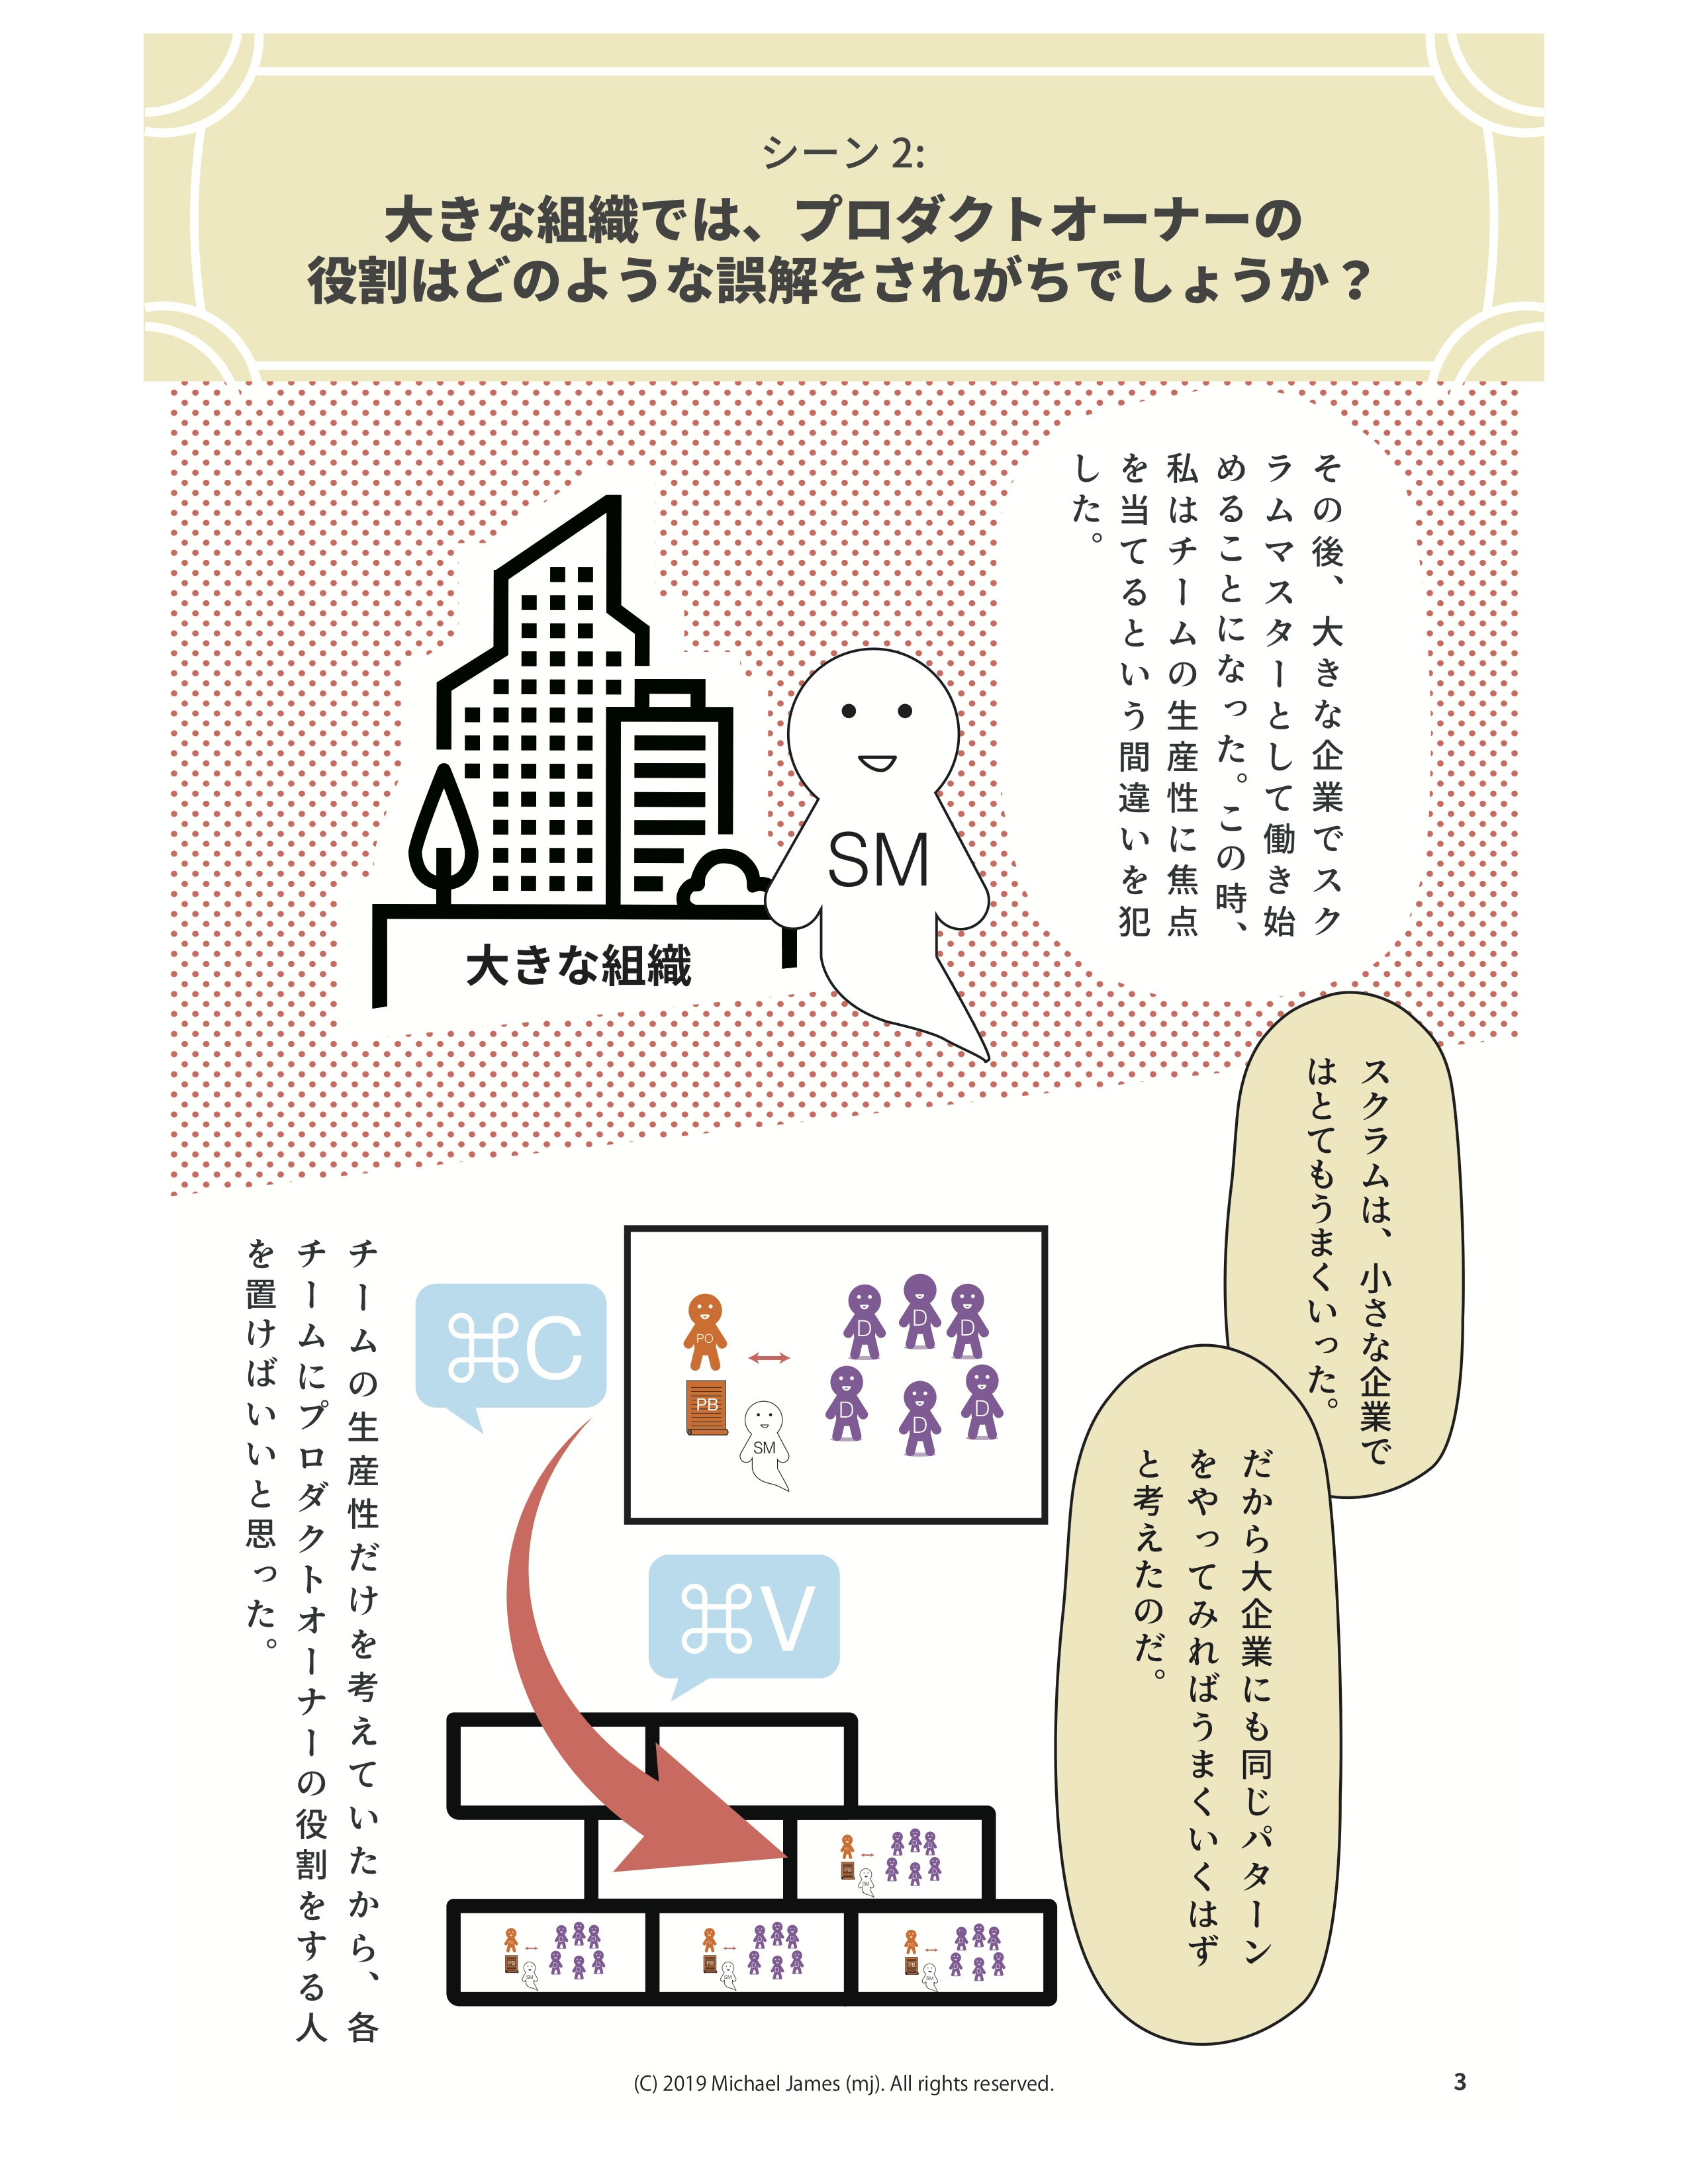 シーン 2:
大きな組織では、プロダクトオーナーの
役割はどのような誤解をされがちでしょうか？
その後、大きな企業でスク
ラムマスターとして働き始
めることになった。この時、
私はチームの生産性に焦点
を当てるという間違いを犯
した。
SM
大きな組織
スクラムは、小さな企業で
はとてもうまくいった。
だから大企業にも同じパターン
をやってみればうまくいくはず
と考えたのだ。
⌘C
PO
PB
SM
D
D
D
D
D
D
⌘V
チームの生産性だけを考えていたから、各
チームにプロダクトオーナーの役割をする人
を置けばいいと思った。
PB
SM
PB
SM
PB
SM
PB
SM
(C) 2019 Michael James (mj). All rights reserved.
3